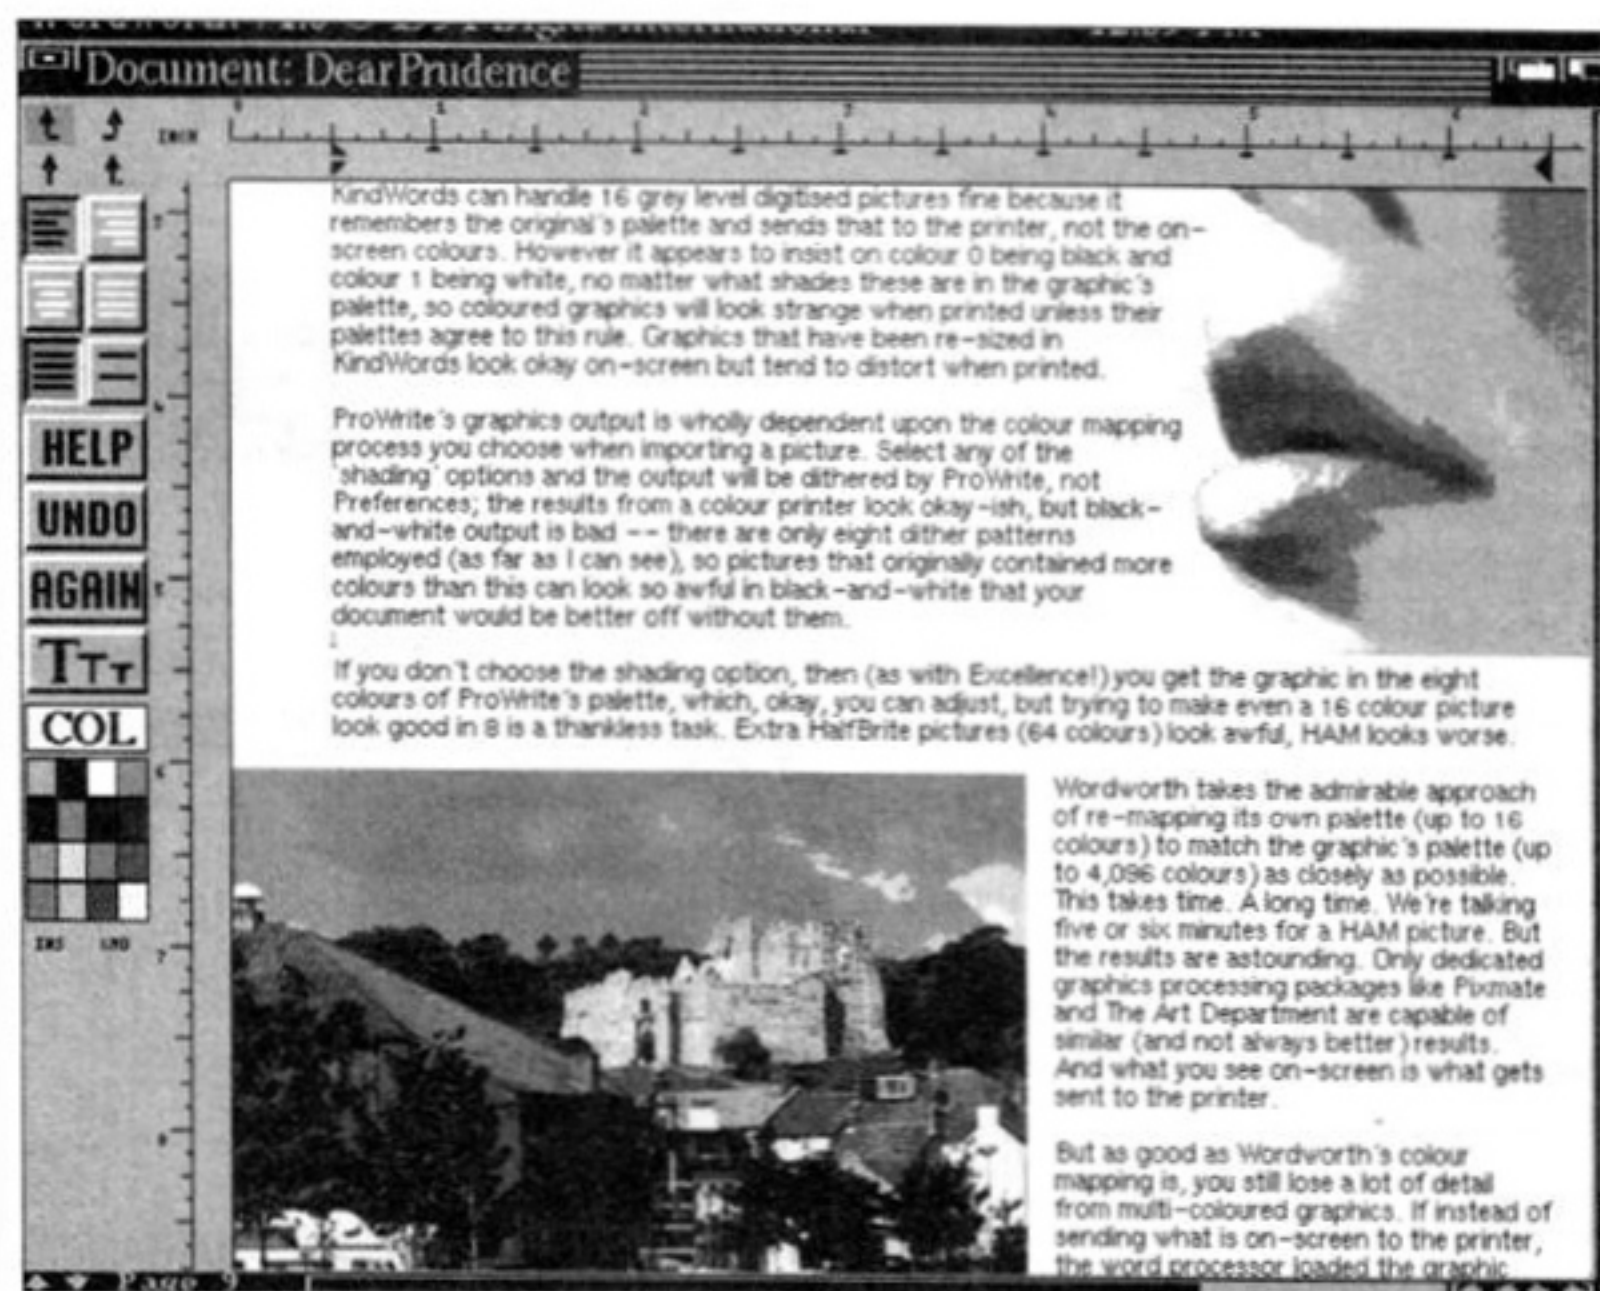 Document: DearPrudence
INCH
HELP
UNDO
AGAIN
TTT
COL
KindWords can handle 16 grey level digitised pictures fine because it
remembers the original's palette and sends that to the printer, not the on-
screen colours. However it appears to insist on colour 0 being black and
colour 1 being white, no matter what shades these are in the graphic's
palette, so coloured graphics will look strange when printed unless their
palettes agree to this rule. Graphics that have been re-sized in
KindWords look okay on-screen but tend to distort when printed.
ProWrite's graphics output is wholly dependent upon the colour mapping
process you choose when importing a picture. Select any of the
'shading' options and the output will be dithered by ProWrite, not
Preferences; the results from a colour printer look okay-ish, but black-
and-white output is bad -- there are only eight dither patterns
employed (as far as I can see), so pictures that originally contained more
colours than this can look so awful in black-and-white that your
document would be better off without them.
If you don't choose the shading option, then (as with Excellence!) you get the graphic in the eight
colours of ProWrite's palette, which, okay, you can adjust, but trying to make even a 16 colour picture
look good in 8 is a thankless task. Extra HalfBrite pictures (64 colours) look awful, HAM looks worse.
Wordworth takes the admirable approach
of re-mapping its own palette (up to 16
colours) to match the graphic's palette (up
to 4,096 colours) as closely as possible.
This takes time. A long time. We're talking
five or six minutes for a HAM picture. But
the results are astounding. Only dedicated
graphics processing packages like Pixmate
and The Art Department are capable of
similar (and not always better) results.
And what you see on-screen is what gets
sent to the printer.
But as good as Wordworth's colour
mapping is, you still lose a lot of detail
from multi-coloured graphics. If instead of
sending what is on-screen to the printer,
the word processor loaded the graphic
Page 9